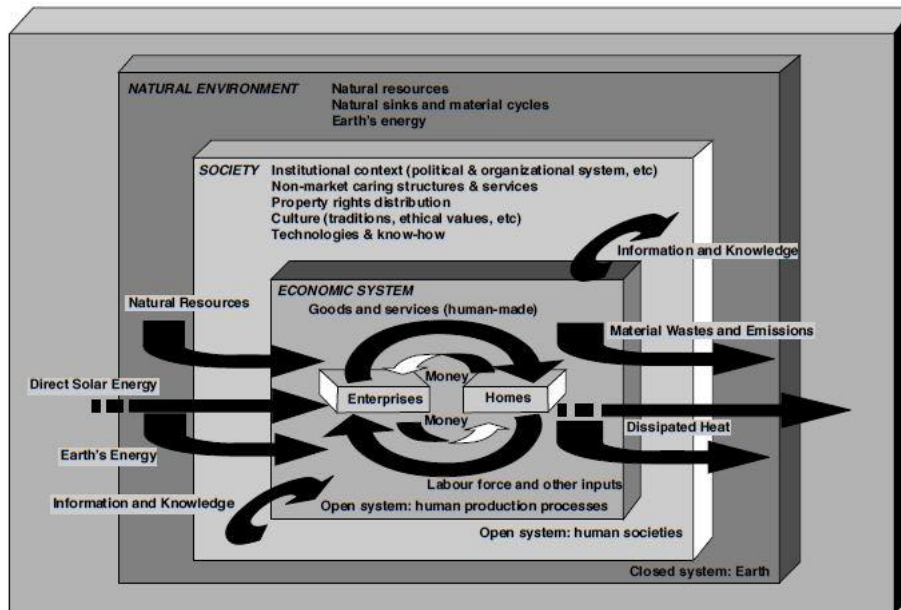 NATURAL ENVIRONMENT
Natural resources
Natural sinks and material cycles
Earth's energy
SOCIETY
Institutional context (political & organizational system, etc)
Non-market caring structures & services
Property rights distribution
Culture (traditions, ethical values, etc)
Technologies & know-how
Information and Knowledge
ECONOMIC SYSTEM
Goods and services (human-made)
Natural Resources
Material Wastes and Emissions
Money
Direct Solar Energy
Enterprises
Homes
Money
Dissipated Heat
Earth's Energy
Labour force and other inputs
Information and Knowledge
Open system: human production processes
Open system: human societies
Closed system: Earth